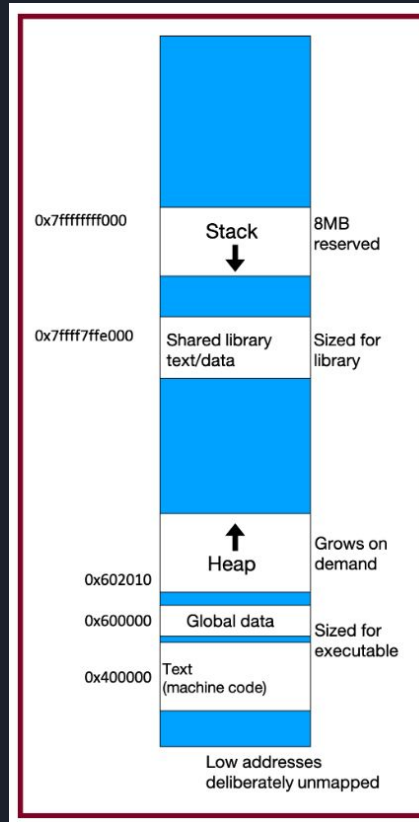 0x7ffffffff000
Stack
8MB
reserved
0x7ffff7ffe000
Shared library
text/data
Sized for
library
Heap
Grows on
demand
0x602010
0x600000
Global data
Sized for
executable
0x400000
Text
(machine code)
Low addresses
deliberately unmapped